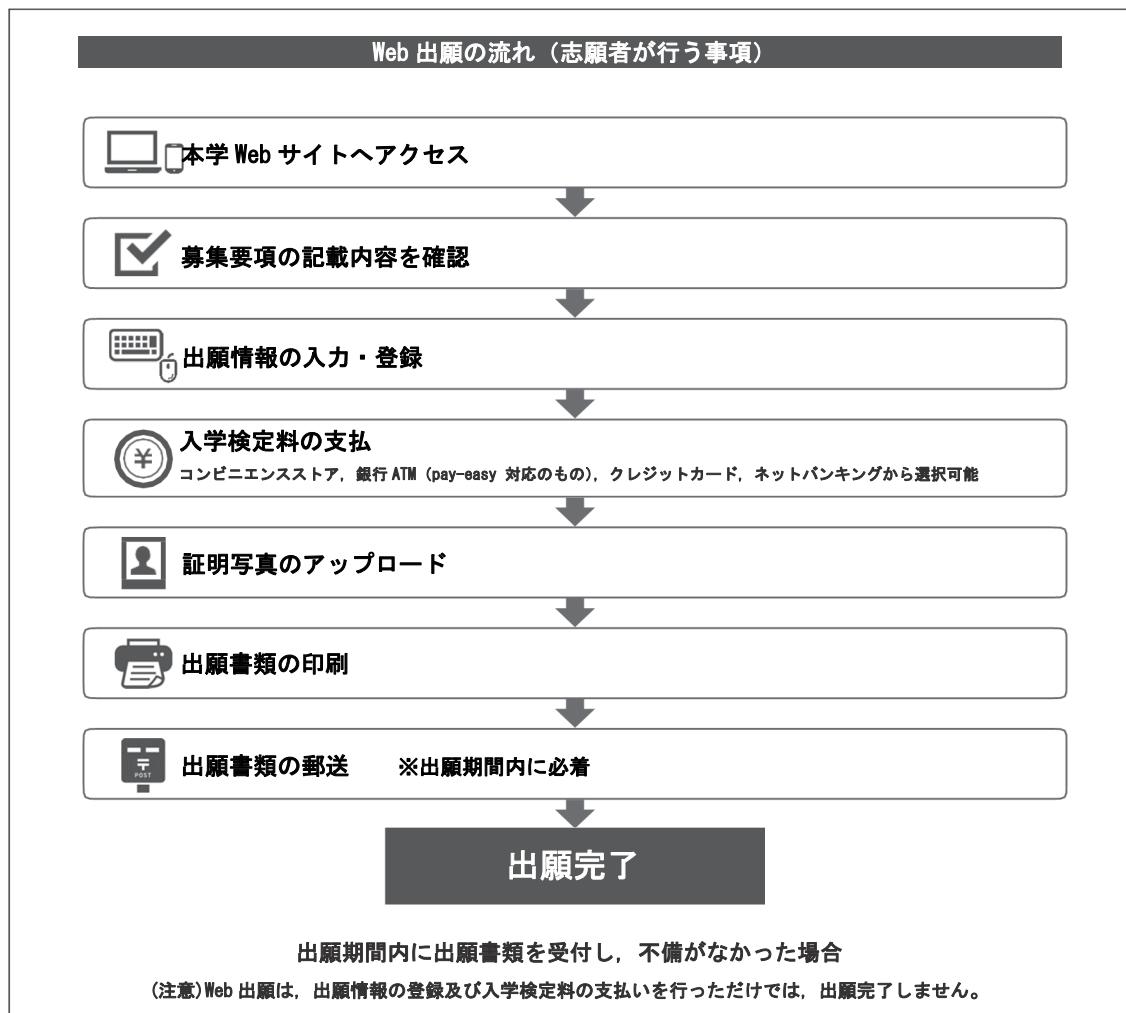 Web 出願の流れ（志願者が行う事項）
本学 Web サイトへアクセス
募集要項の記載内容を確認
出願情報の入力・登録
入学検定料の支払
コンビニエンスストア，銀行 ATM（pay-easy 対応のもの），クレジットカード，ネットバンキングから選択可能
証明写真のアップロード
出願書類の印刷
出願書類の郵送　　※出願期間内に必着
〒
POST
出願完了
出願期間内に出願書類を受付し，不備がなかった場合
(注意)Web 出願は，出願情報の登録及び入学検定料の支払いを行っただけでは，出願完了しません。